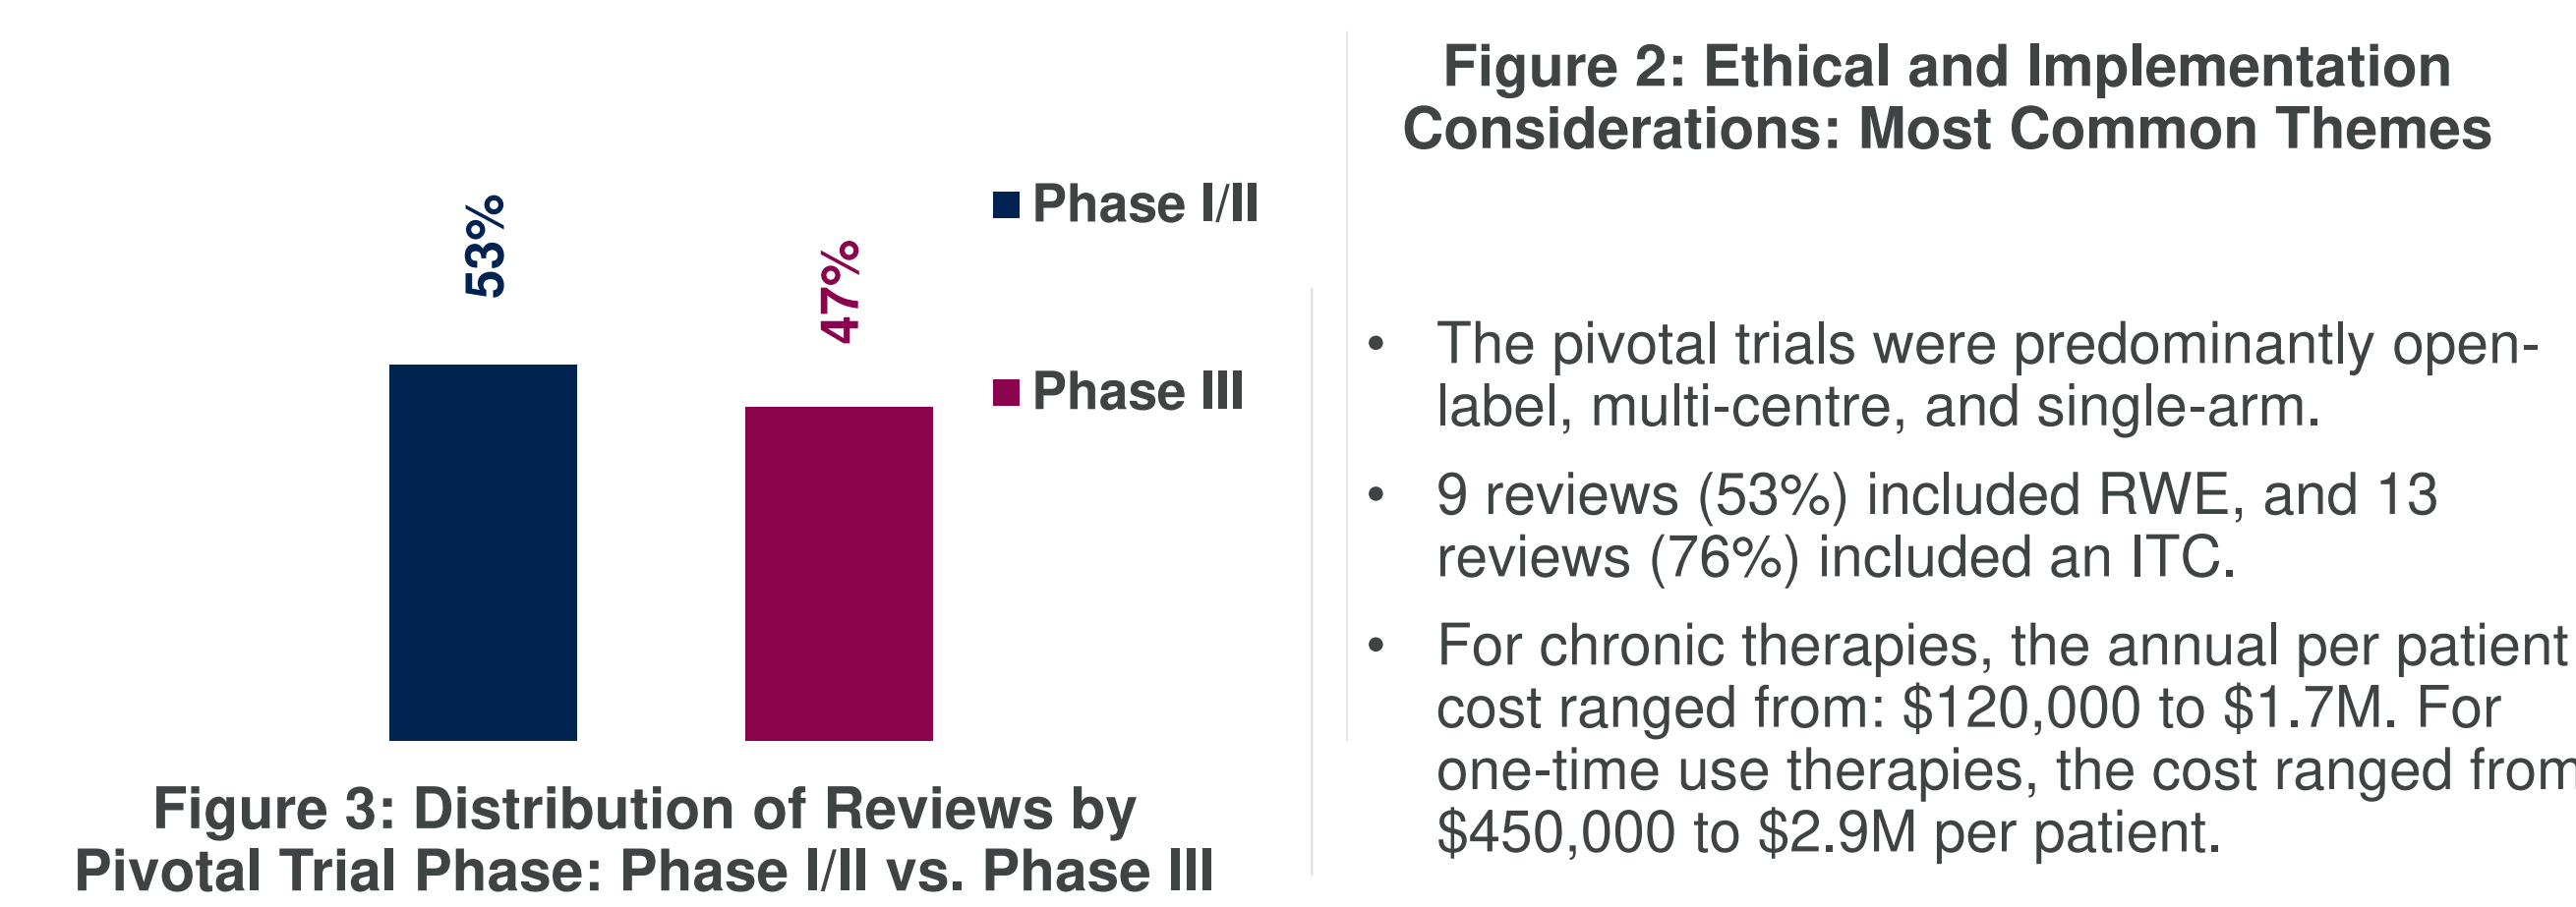 53%
47%
Phase I/II
Phase III
Figure 3: Distribution of Reviews by
Pivotal Trial Phase: Phase I/II vs. Phase III
Figure 2: Ethical and Implementation
Considerations: Most Common Themes
• The pivotal trials were predominantly open-
label, multi-centre, and single-arm.
• 9 reviews (53%) included RWE, and 13
reviews (76%) included an ITC.
• For chronic therapies, the annual per patient
cost ranged from: $120,000 to $1.7M. For
one-time use therapies, the cost ranged from
$450,000 to $2.9M per patient.